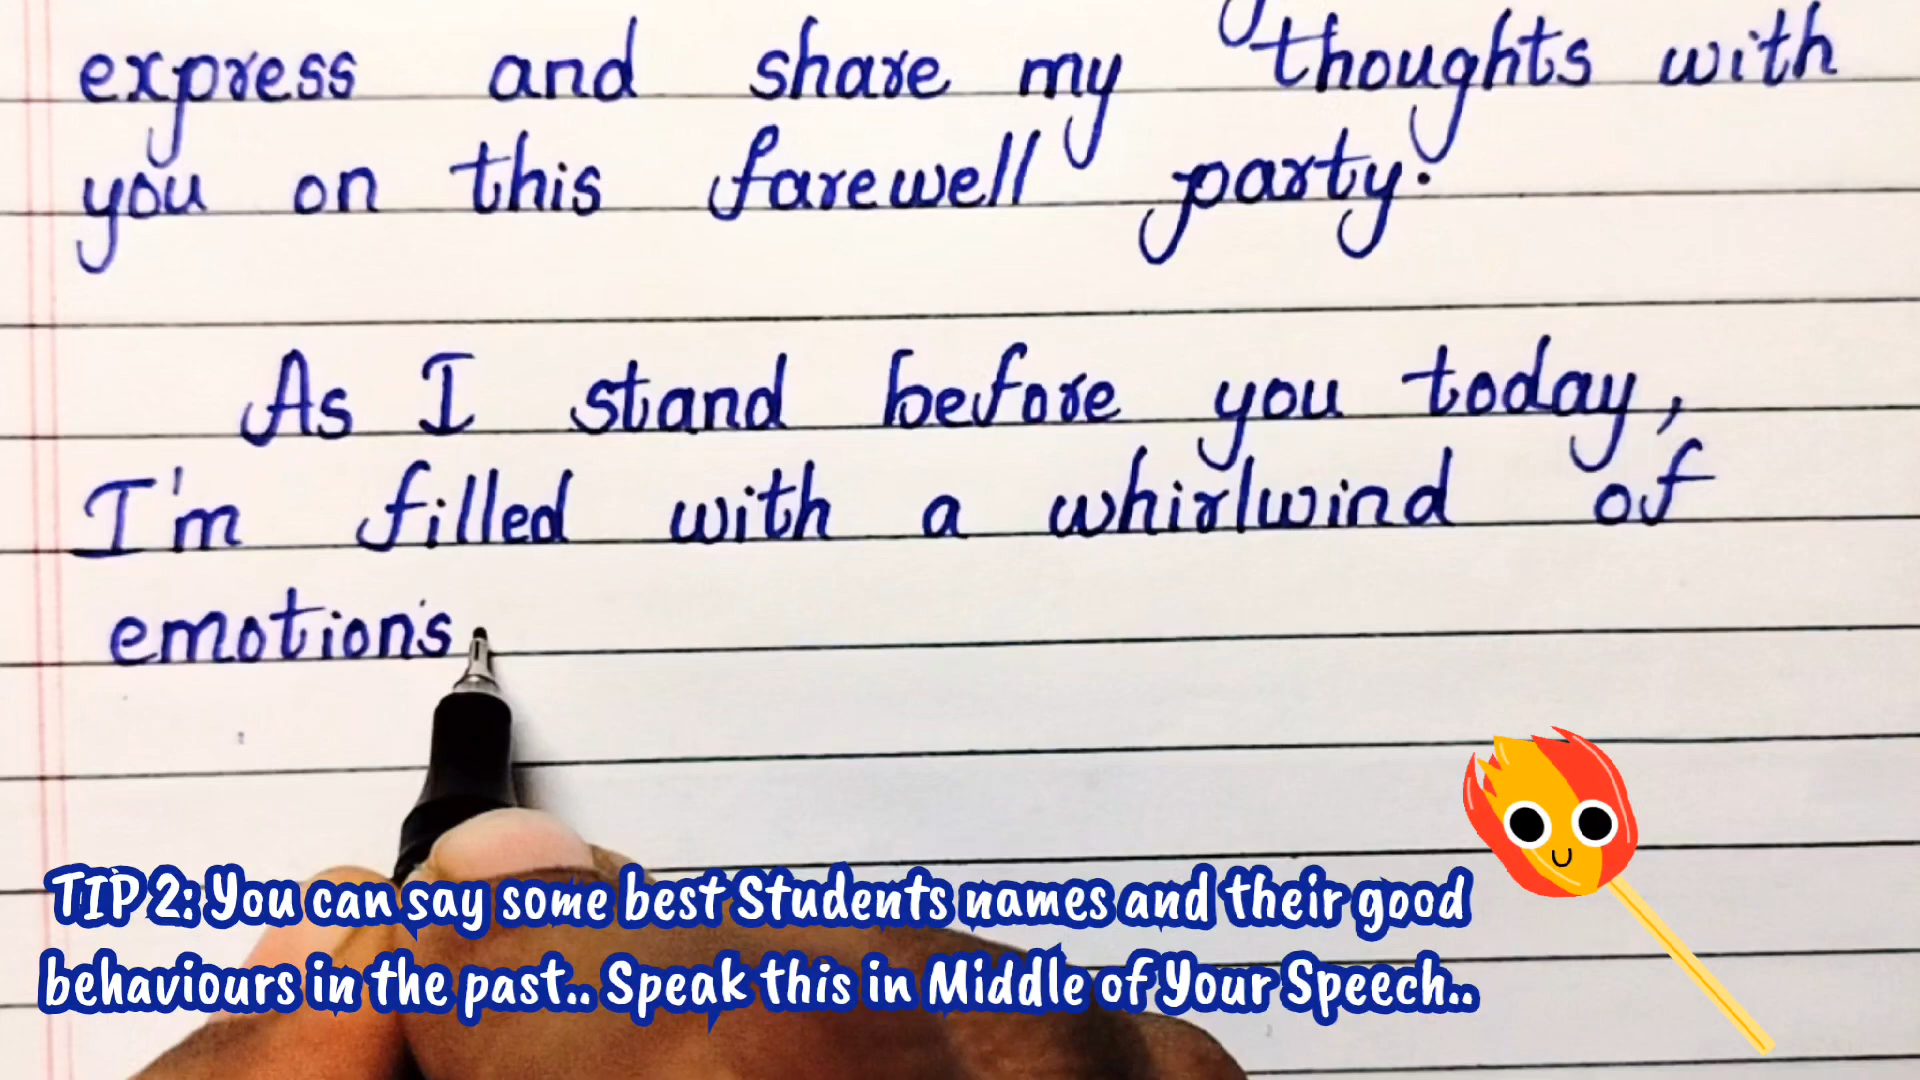 express and share my thoughts with
you on this farewell party.
As I stand before you today,
I'm filled with a whirlwind of
emotions
TIP 2: You can say some best Students names and their good
behaviours in the past.. Speak this in Middle of Your Speech..